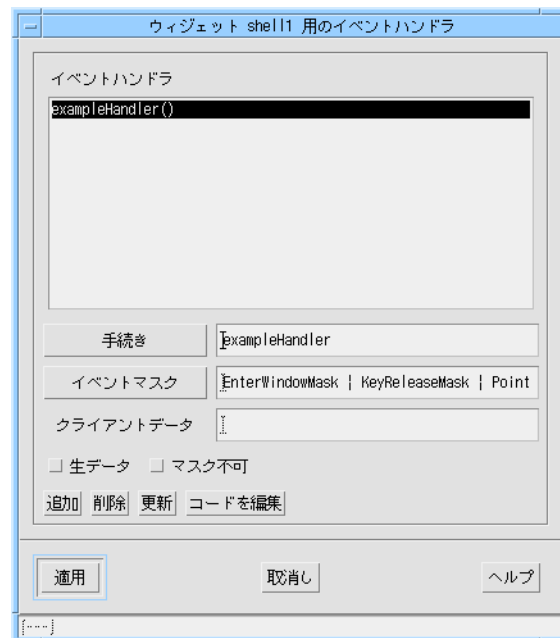 ウィジェット shell1 用のイベントハンドラ
イベントハンドラ
exampleHandler()
手続き exampleHandler
イベントマスク EnterWindowMask ¦ KeyReleaseMask ¦ Point
クライアントデータ
生データ マスク不可
追加 削除 更新 コードを編集
適用 取消し ヘルプ
[---]